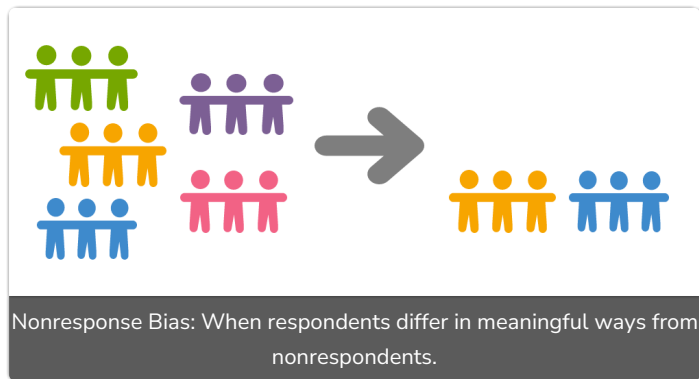 Nonresponse Bias: When respondents differ in meaningful ways from
nonrespondents.